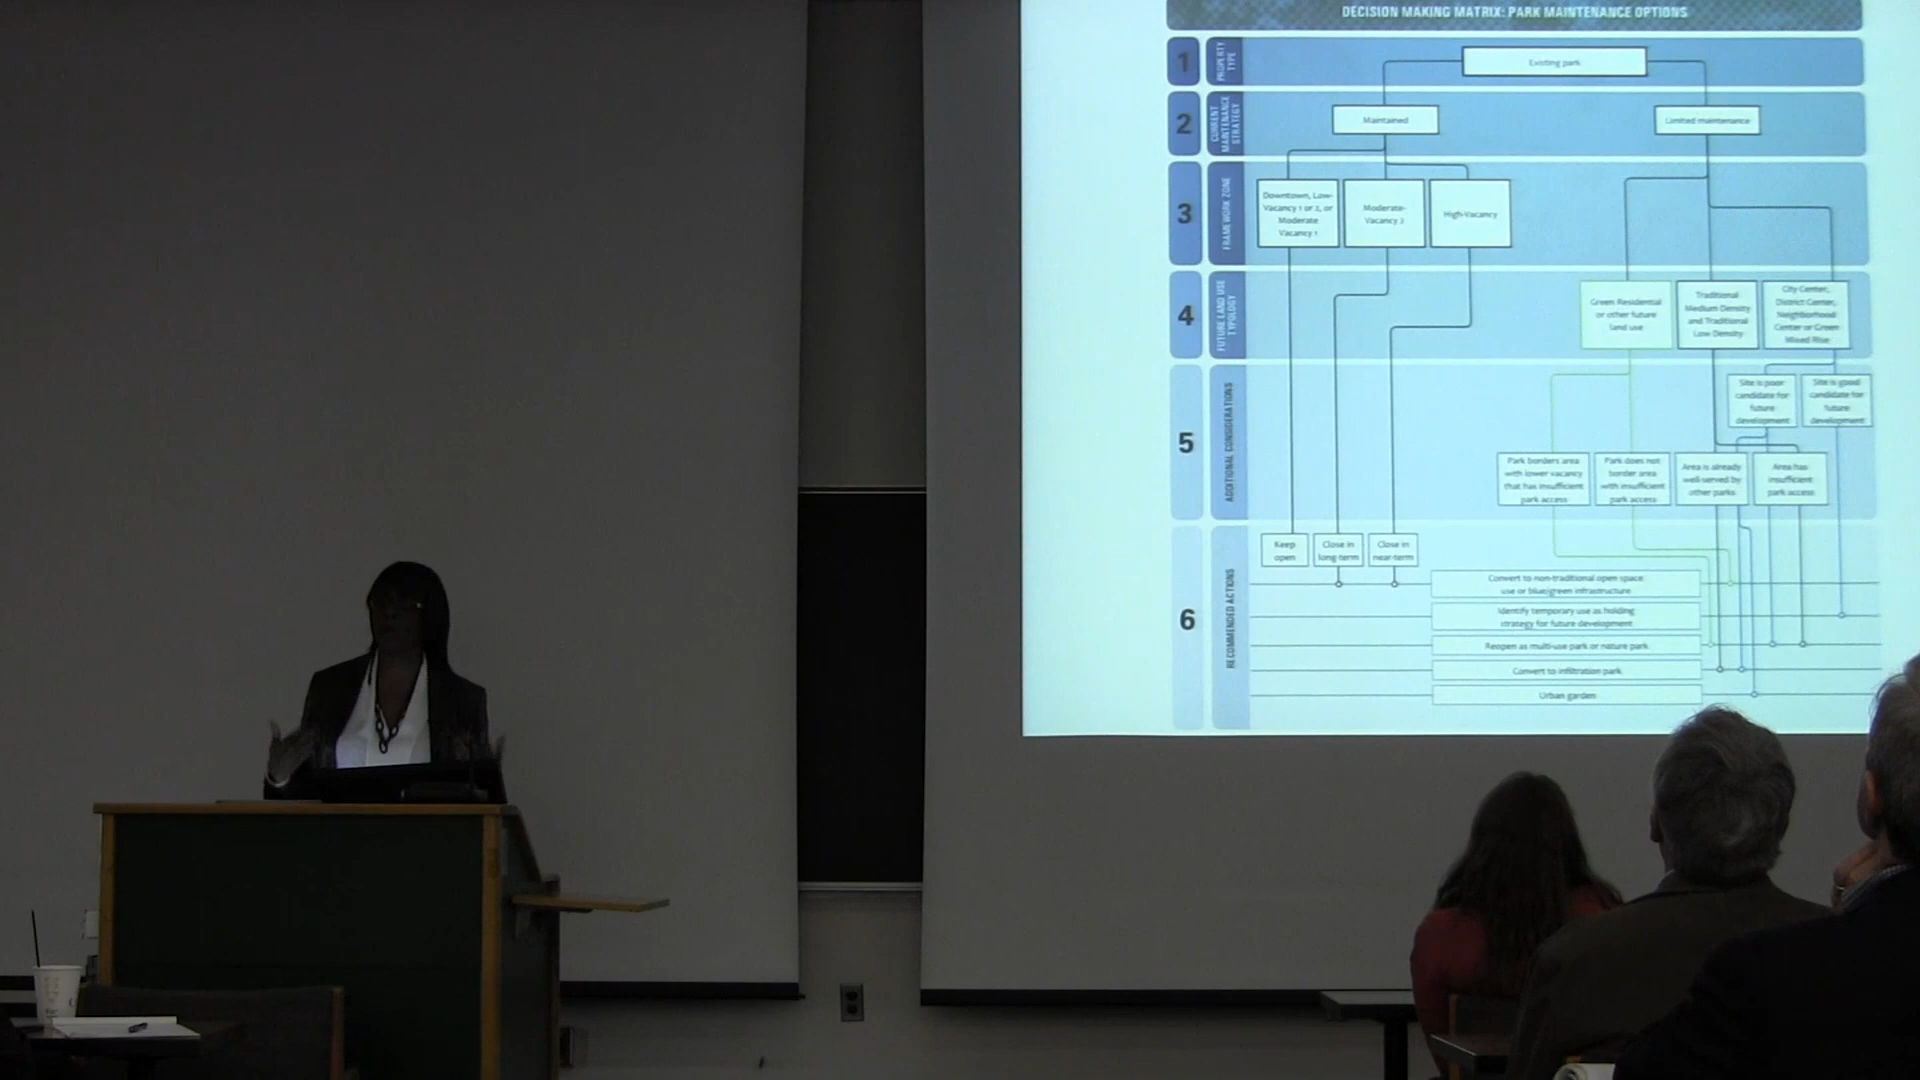 DECISION MAKING MATRIX: PARK MAINTENANCE OPTIONS
1
PROPERTY
TYPE
Existing park
2
CURRENT
MAINTENANCE
STRATEGY
Maintained
Limited maintenance
3
FRAMEWORK ZONE
Downtown, Low-
Vacancy 1 or 2, or
Moderate
Vacancy 1
Moderate-
Vacancy 2
High-Vacancy
4
FUTURE LAND USE
TYPOLOGY
Green Residential
or other future
land use
Traditional
Medium Density
and Traditional
Low Density
City Center,
District Center,
Neighborhood
Center or Green
Mixed Rise
5
ADDITIONAL CONSIDERATIONS
Site is poor
candidate for
future
development
Site is good
candidate for
future
development
Park borders area
with lower vacancy
that has insufficient
park access
Park does not
border area
with insufficient
park access
Area is already
well-served by
other parks
Area has
insufficient
park access
6
RECOMMENDED ACTIONS
Keep
open
Close in
long-term
Close in
near-term
Convert to non-traditional open space
use or blue/green infrastructure
Identify temporary use as holding
strategy for future development
Reopen as multi-use park or nature park
Convert to infiltration park
Urban garden